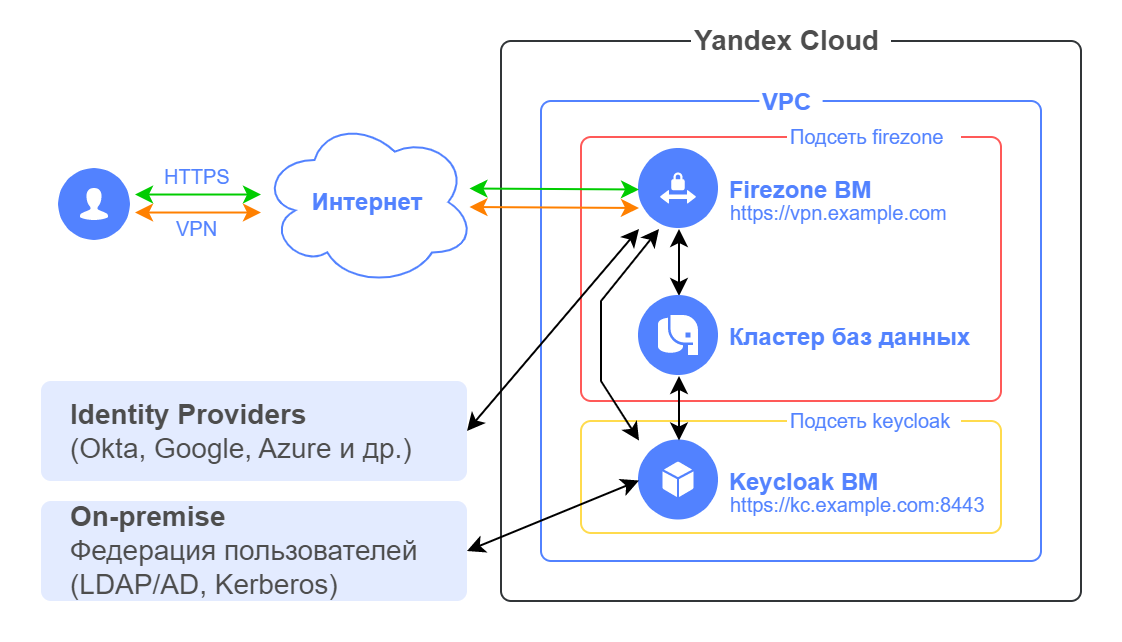 Yandex Cloud
VPC
Подсеть firezone
HTTPS
VPN
Интернет
Firezone ВМ
https://vpn.example.com
Кластер баз данных
Identity Providers
(Okta, Google, Azure и др.)
Подсеть keycloak
Keycloak ВМ
https://kc.example.com:8443
On-premise
Федерация пользователей
(LDAP/AD, Kerberos)